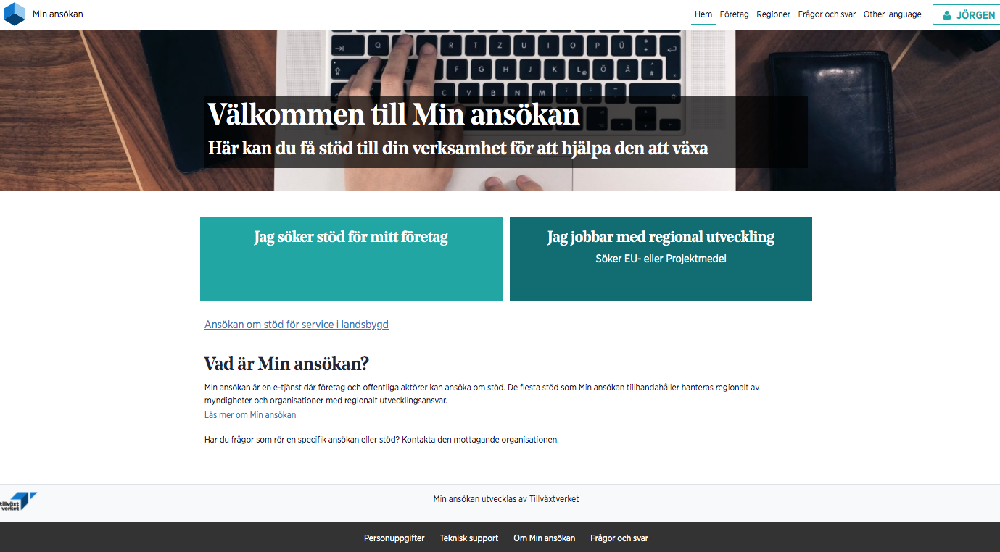 Min ansökan
Hem
Företag
Regioner
Frågor och svar
Other language
JÖRGEN
Q R T Z U I O P Ü
F G H J K L Ö Ä
C V B N M
Välkommen till Min ansökan
Här kan du få stöd till din verksamhet för att hjälpa den att växa
Jag söker stöd för mitt företag
Jag jobbar med regional utveckling
Söker EU- eller Projektmedel
Ansökan om stöd för service i landsbygd
Vad är Min ansökan?
Min ansökan är en e-tjänst där företag och offentliga aktörer kan ansöka om stöd. De flesta stöd som Min ansökan tillhandahåller hanteras regionalt av
myndigheter och organisationer med regionalt utvecklingsansvar.
Läs mer om Min ansökan
Har du frågor som rör en specifik ansökan eller stöd? Kontakta den mottagande organisationen.
tillväxt
verket
Min ansökan utvecklas av Tillväxtverket
Personuppgifter
Teknisk support
Om Min ansökan
Frågor och svar